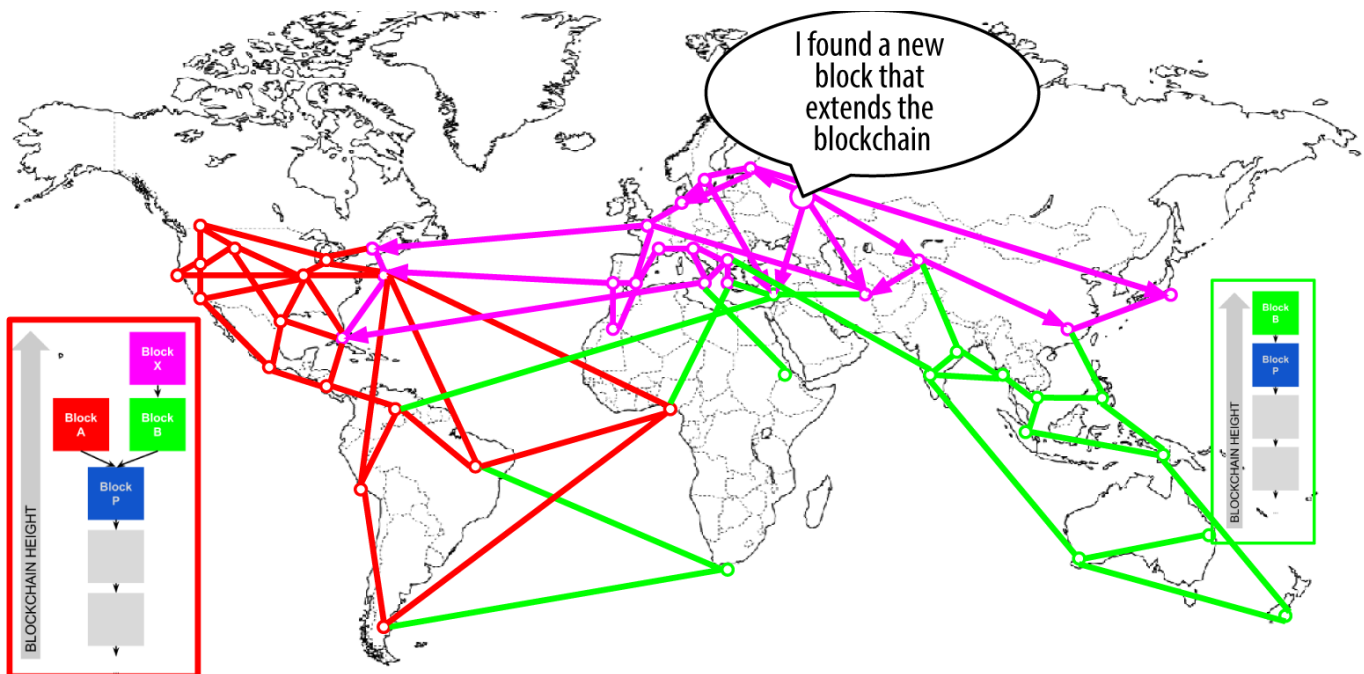 I found a new
block that
extends the
blockchain
BLOCKCHAIN HEIGHT
Block
X
Block
A
Block
B
Block
P
BLOCKCHAIN HEIGHT
Block
B
Block
P